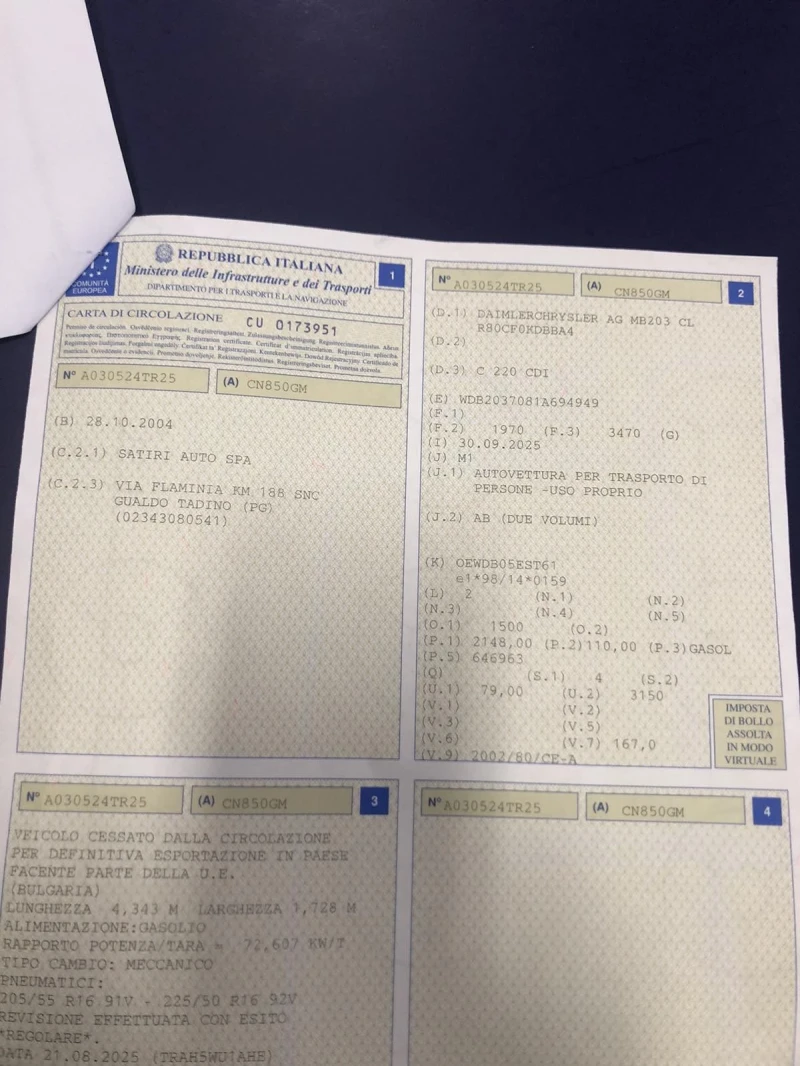 COMUNITÀ
EUROPEA
REPUBBLICA ITALIANA
Ministero delle Infrastrutture e dei Trasporti
DIPARTIMENTO PER I TRASPORTI E LA NAVIGAZIONE
1
CARTA DI CIRCOLAZIONE CU 0173951
N° A030524TR25 (A) CN850GM
(B) 28.10.2004
(C.2.1) SATIRI AUTO SPA
(C.2.3) VIA FLAMINIA KM 188 SNC
GUALDO TADINO (PG)
(02343080541)
N° A030524TR25 (A) CN850GM 2
(D.1) DAIMLERCHRYSLER AG MB203 CL
R80CF0KDBBA4
(D.2)
(D.3) C 220 CDI
(E) WDB2037081A694949
(F.1)
(F.2) 1970 (F.3) 3470 (G)
(I) 30.09.2025
(J) M1
(J.1) AUTOVETTURA PER TRASPORTO DI
PERSONE -USO PROPRIO
(J.2) AB (DUE VOLUMI)
(K) OEWDB05EST61
e1*98/14*0159
(L) 2 (N.1) (N.2)
(N.3) (N.4) (N.5)
(O.1) 1500 (O.2)
(P.1) 2148,00 (P.2)110,00 (P.3)GASOL
(P.5) 646963
(Q) (S.1) 4 (S.2)
(U.1) 79,00 (U.2) 3150
(V.1) (V.2)
(V.3) (V.5)
(V.6) (V.7) 167,0
(V.9) 2002/80/CE-A
IMPOSTA
DI BOLLO
ASSOLTA
IN MODO
VIRTUALE
N° A030524TR25 (A) CN850GM 3
VEICOLO CESSATO DALLA CIRCOLAZIONE
PER DEFINITIVA ESPORTAZIONE IN PAESE
FACENTE PARTE DELLA U.E.
(BULGARIA)
LUNGHEZZA 4,343 M LARGHEZZA 1,728 M
ALIMENTAZIONE:GASOLIO
RAPPORTO POTENZA/TARA = 72,607 KW/T
TIPO CAMBIO: MECCANICO
PNEUMATICI:
205/55 R16 91V - 225/50 R16 92V
REVISIONE EFFETTUATA CON ESITO
*REGOLARE*.
DATA 21.08.2025 (TRAH5WU1AHE)
N° A030524TR25 (A) CN850GM 4